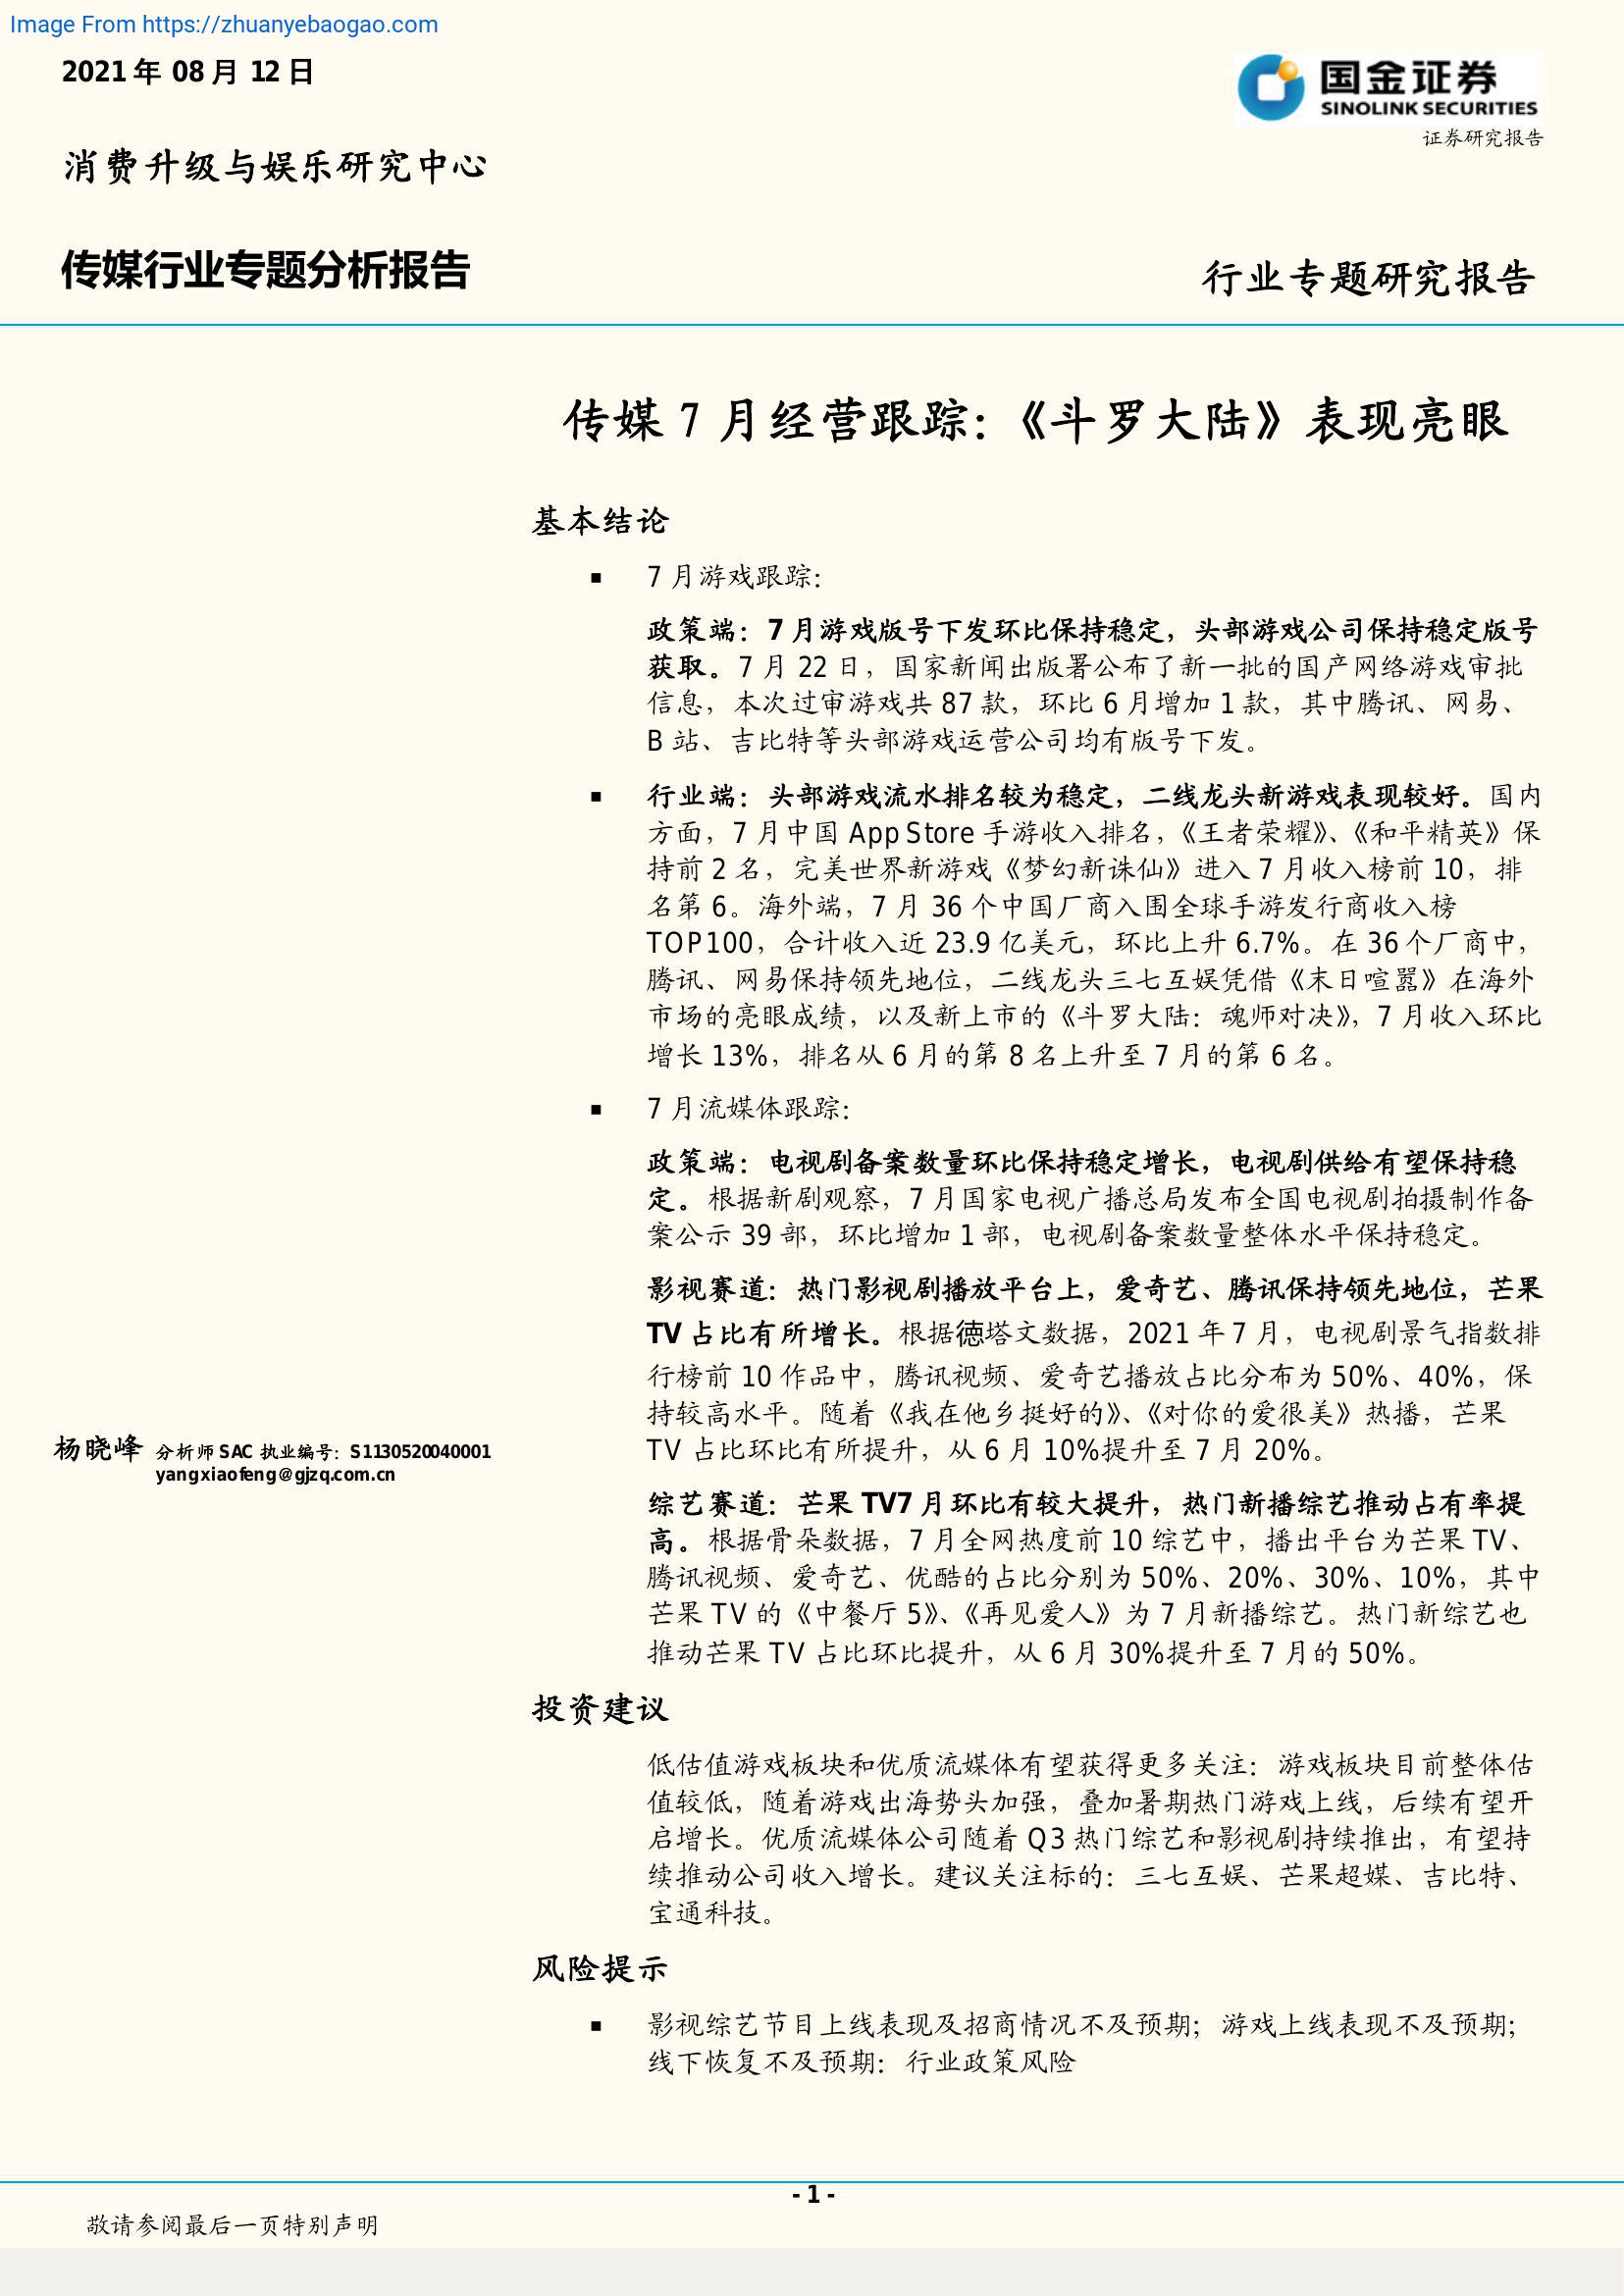 Image From https://zhuanyebaogao.com
2021 年 08 月 12 日
国金证券
SINOLINK SECURITIES
证券研究报告
消费升级与娱乐研究中心
传媒行业专题分析报告
行业专题研究报告
传媒 7 月经营跟踪：《斗罗大陆》表现亮眼
基本结论
■ 7 月游戏跟踪：
政策端：7 月游戏版号下发环比保持稳定，头部游戏公司保持稳定版号
获取。7 月 22 日，国家新闻出版署公布了新一批的国产网络游戏审批
信息，本次过审游戏共 87 款，环比 6 月增加 1 款，其中腾讯、网易、
B 站、吉比特等头部游戏运营公司均有版号下发。
■ 行业端：头部游戏流水排名较为稳定，二线龙头新游戏表现较好。国内
方面，7 月中国 App Store 手游收入排名，《王者荣耀》、《和平精英》保
持前 2 名，完美世界新游戏《梦幻新诛仙》进入 7 月收入榜前 10，排
名第 6。海外端，7 月 36 个中国厂商入围全球手游发行商收入榜
TOP100，合计收入近 23.9 亿美元，环比上升 6.7%。在 36 个厂商中，
腾讯、网易保持领先地位，二线龙头三七互娱凭借《末日喧嚣》在海外
市场的亮眼成绩，以及新上市的《斗罗大陆：魂师对决》，7 月收入环比
增长 13%，排名从 6 月的第 8 名上升至 7 月的第 6 名。
■ 7 月流媒体跟踪：
政策端：电视剧备案数量环比保持稳定增长，电视剧供给有望保持稳
定。根据新剧观察，7 月国家电视广播总局发布全国电视剧拍摄制作备
案公示 39 部，环比增加 1 部，电视剧备案数量整体水平保持稳定。
影视赛道：热门影视剧播放平台上，爱奇艺、腾讯保持领先地位，芒果
TV 占比有所增长。根据徳塔文数据，2021 年 7 月，电视剧景气指数排
行榜前 10 作品中，腾讯视频、爱奇艺播放占比分布为 50%、40%，保
持较高水平。随着《我在他乡挺好的》、《对你的爱很美》热播，芒果
TV 占比环比有所提升，从 6 月 10%提升至 7 月 20%。
杨晓峰 分析师 SAC 执业编号：S1130520040001
yangxiaofeng@gjzq.com.cn
综艺赛道：芒果 TV7 月环比有较大提升，热门新播综艺推动占有率提
高。根据骨朵数据，7 月全网热度前 10 综艺中，播出平台为芒果 TV、
腾讯视频、爱奇艺、优酷的占比分别为 50%、20%、30%、10%，其中
芒果 TV 的《中餐厅 5》、《再见爱人》为 7 月新播综艺。热门新综艺也
推动芒果 TV 占比环比提升，从 6 月 30%提升至 7 月的 50%。
投资建议
低估值游戏板块和优质流媒体有望获得更多关注：游戏板块目前整体估
值较低，随着游戏出海势头加强，叠加暑期热门游戏上线，后续有望开
启增长。优质流媒体公司随着 Q3 热门综艺和影视剧持续推出，有望持
续推动公司收入增长。建议关注标的：三七互娱、芒果超媒、吉比特、
宝通科技。
风险提示
■ 影视综艺节目上线表现及招商情况不及预期；游戏上线表现不及预期；
线下恢复不及预期：行业政策风险
- 1 -
敬请参阅最后一页特别声明